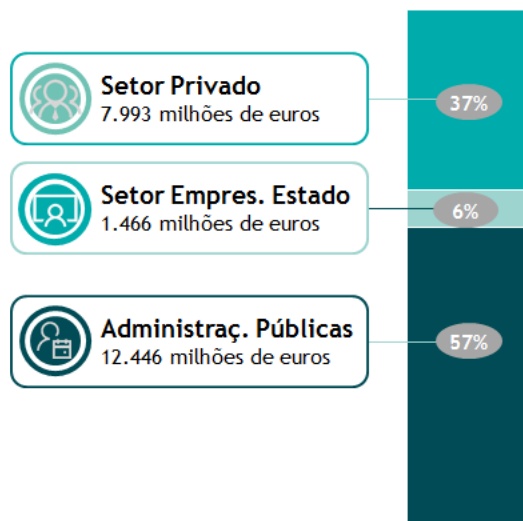 Setor Privado
7.993 milhões de euros
37%
Setor Empres. Estado
1.466 milhões de euros
6%
Administraç. Públicas
12.446 milhões de euros
57%